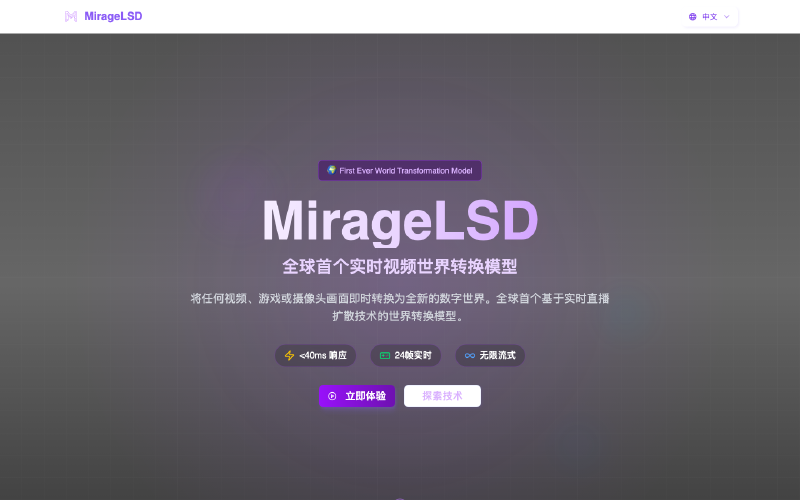 MirageLSD
中文
First Ever World Transformation Model
MirageLSD
全球首个实时视频世界转换模型
将任何视频、游戏或摄像头画面即时转换为全新的数字世界。全球首个基于实时直播
扩散技术的世界转换模型。
<40ms 响应
24帧实时
无限流式
立即体验
探索技术